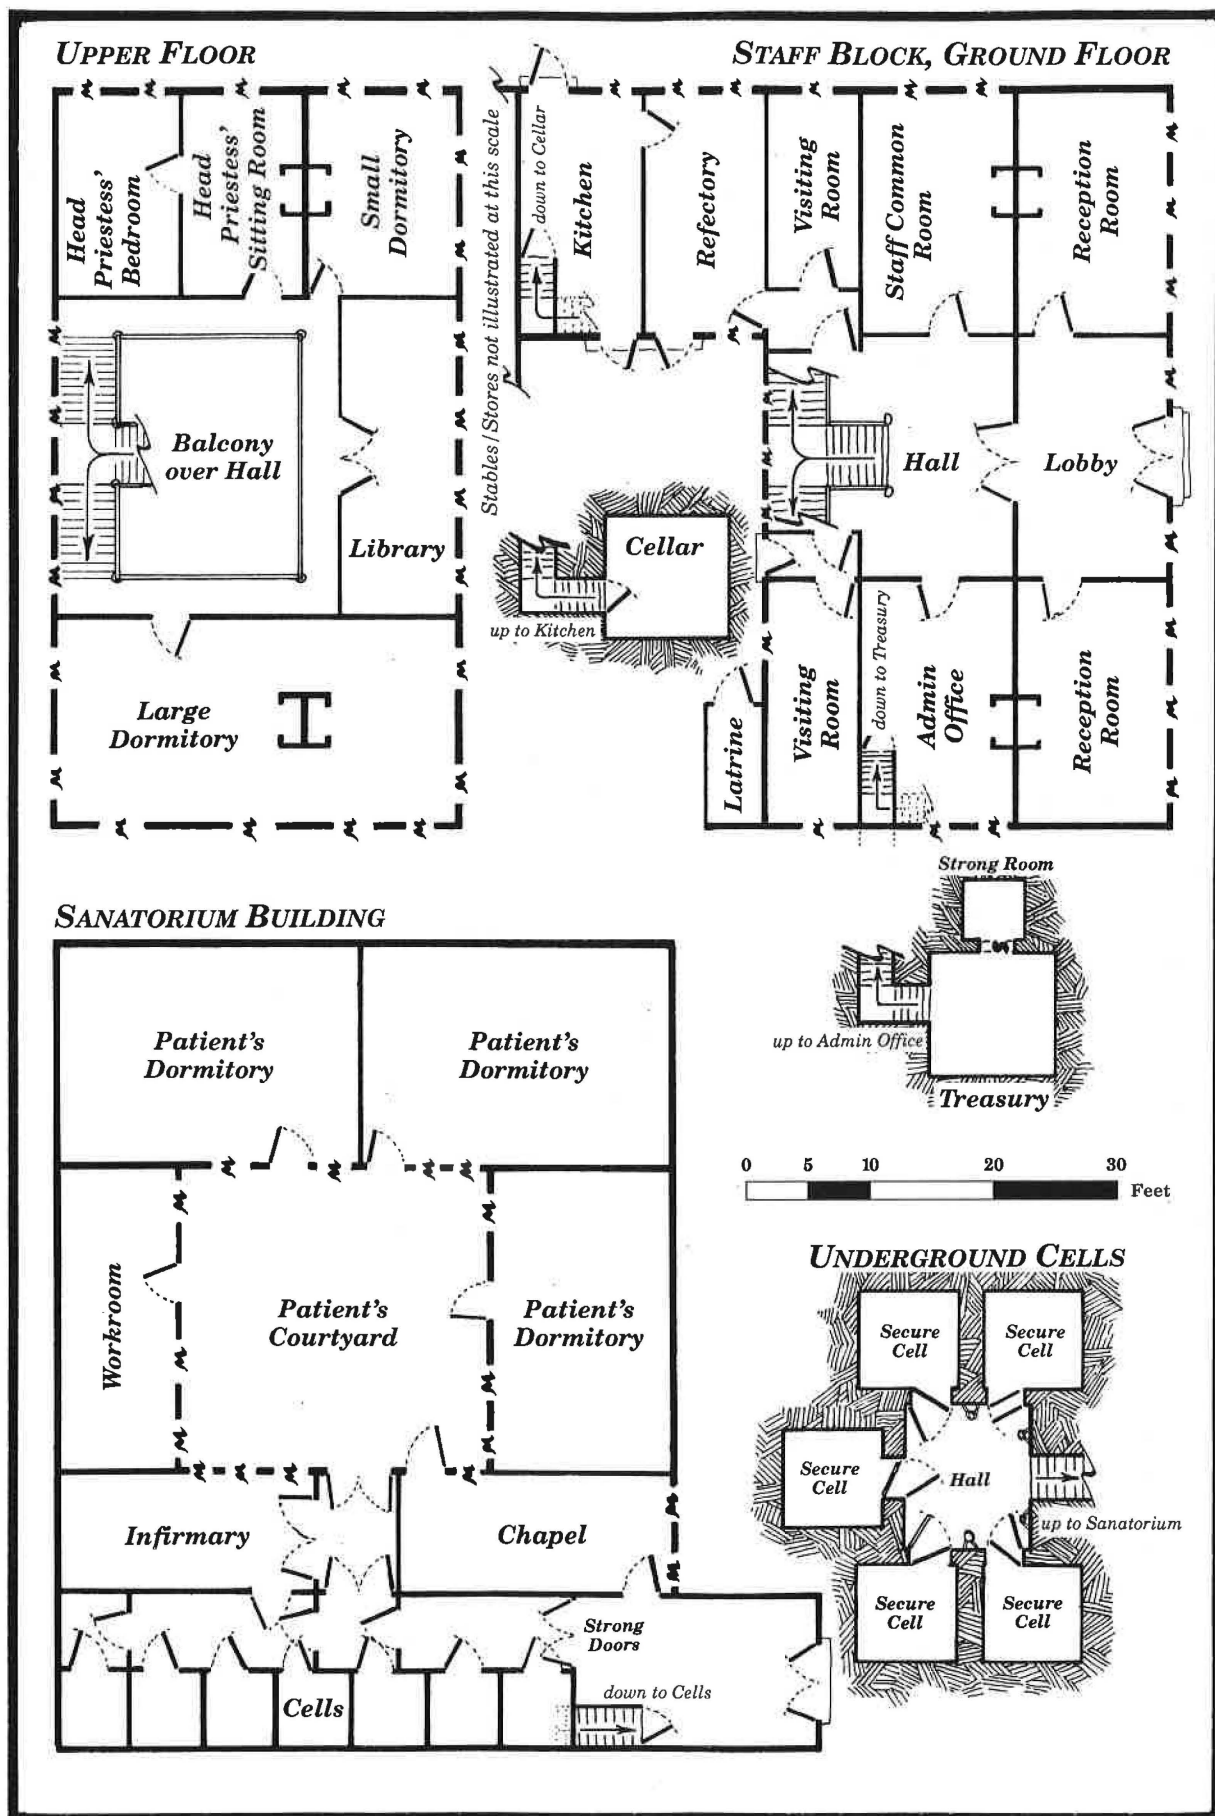 UPPER FLOOR
Head
Priestess'
Bedroom
Head
Priestess'
Sitting Room
Small
Dormitory
Balcony
over Hall
Library
Large
Dormitory
STAFF BLOCK, GROUND FLOOR
Stables/Stores not illustrated at this scale
down to Cellar
Kitchen
Refectory
Visiting
Room
Staff Common
Room
Reception
Room
Hall
Lobby
Cellar
up to Kitchen
Latrine
Visiting
Room
down to Treasury
Admin
Office
Reception
Room
Strong Room
up to Admin Office
Treasury
SANATORIUM BUILDING
Patient's
Dormitory
Patient's
Dormitory
Workroom
Patient's
Courtyard
Patient's
Dormitory
Infirmary
Chapel
Strong
Doors
Cells
down to Cells
0 5 10 20 30
Feet
UNDERGROUND CELLS
Secure
Cell
Secure
Cell
Secure
Cell
Hall
up to Sanatorium
Secure
Cell
Secure
Cell